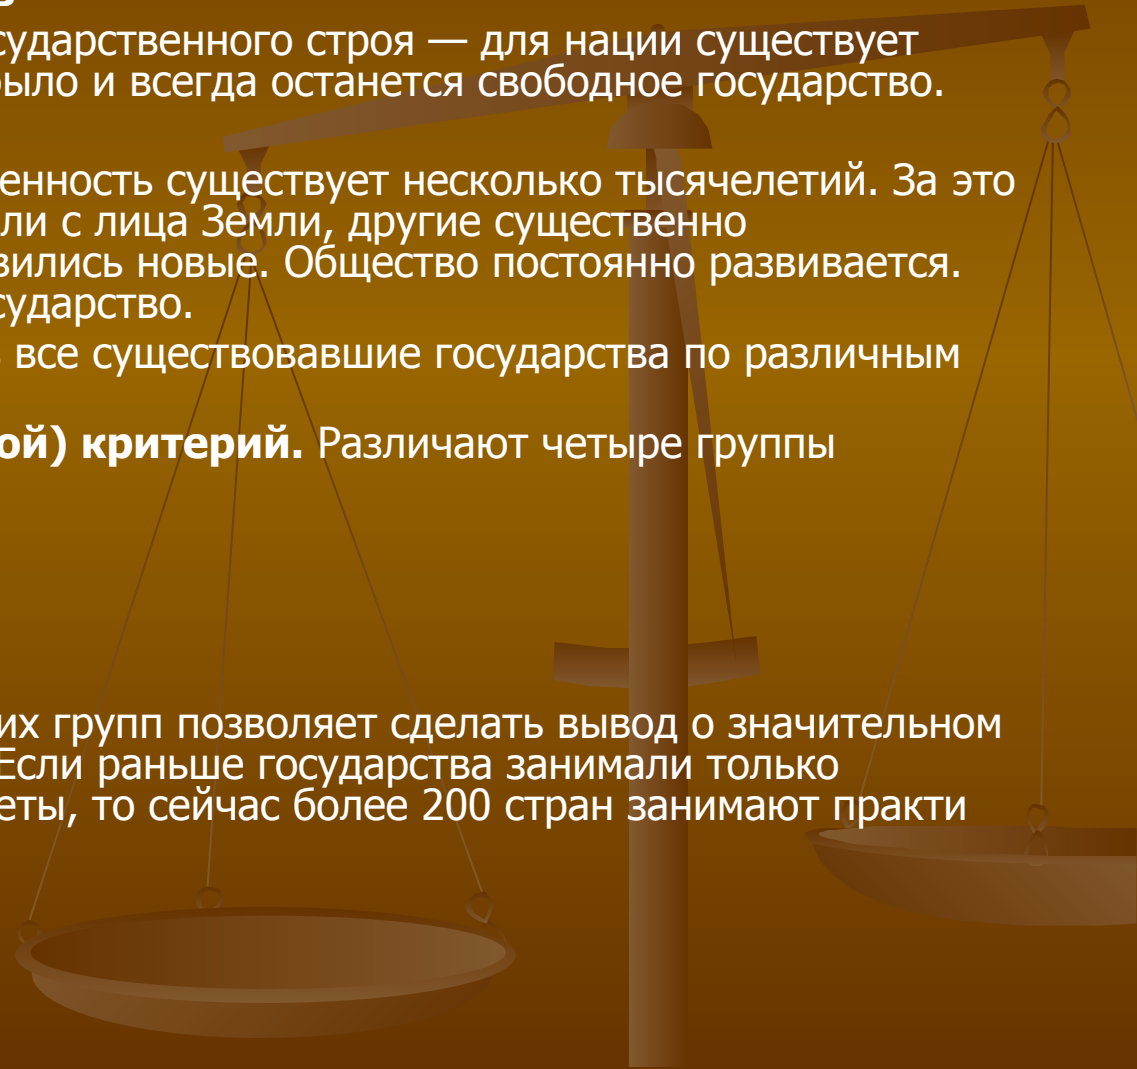 сударственного строя — для нации существует
было и всегда останется свободное государство.
енность существует несколько тысячелетий. За это
ли с лица Земли, другие существенно
вились новые. Общество постоянно развивается.
сударство.
все существовавшие государства по различным
ой) критерий. Различают четыре группы
их групп позволяет сделать вывод о значительном
Если раньше государства занимали только
еты, то сейчас более 200 стран занимают практи